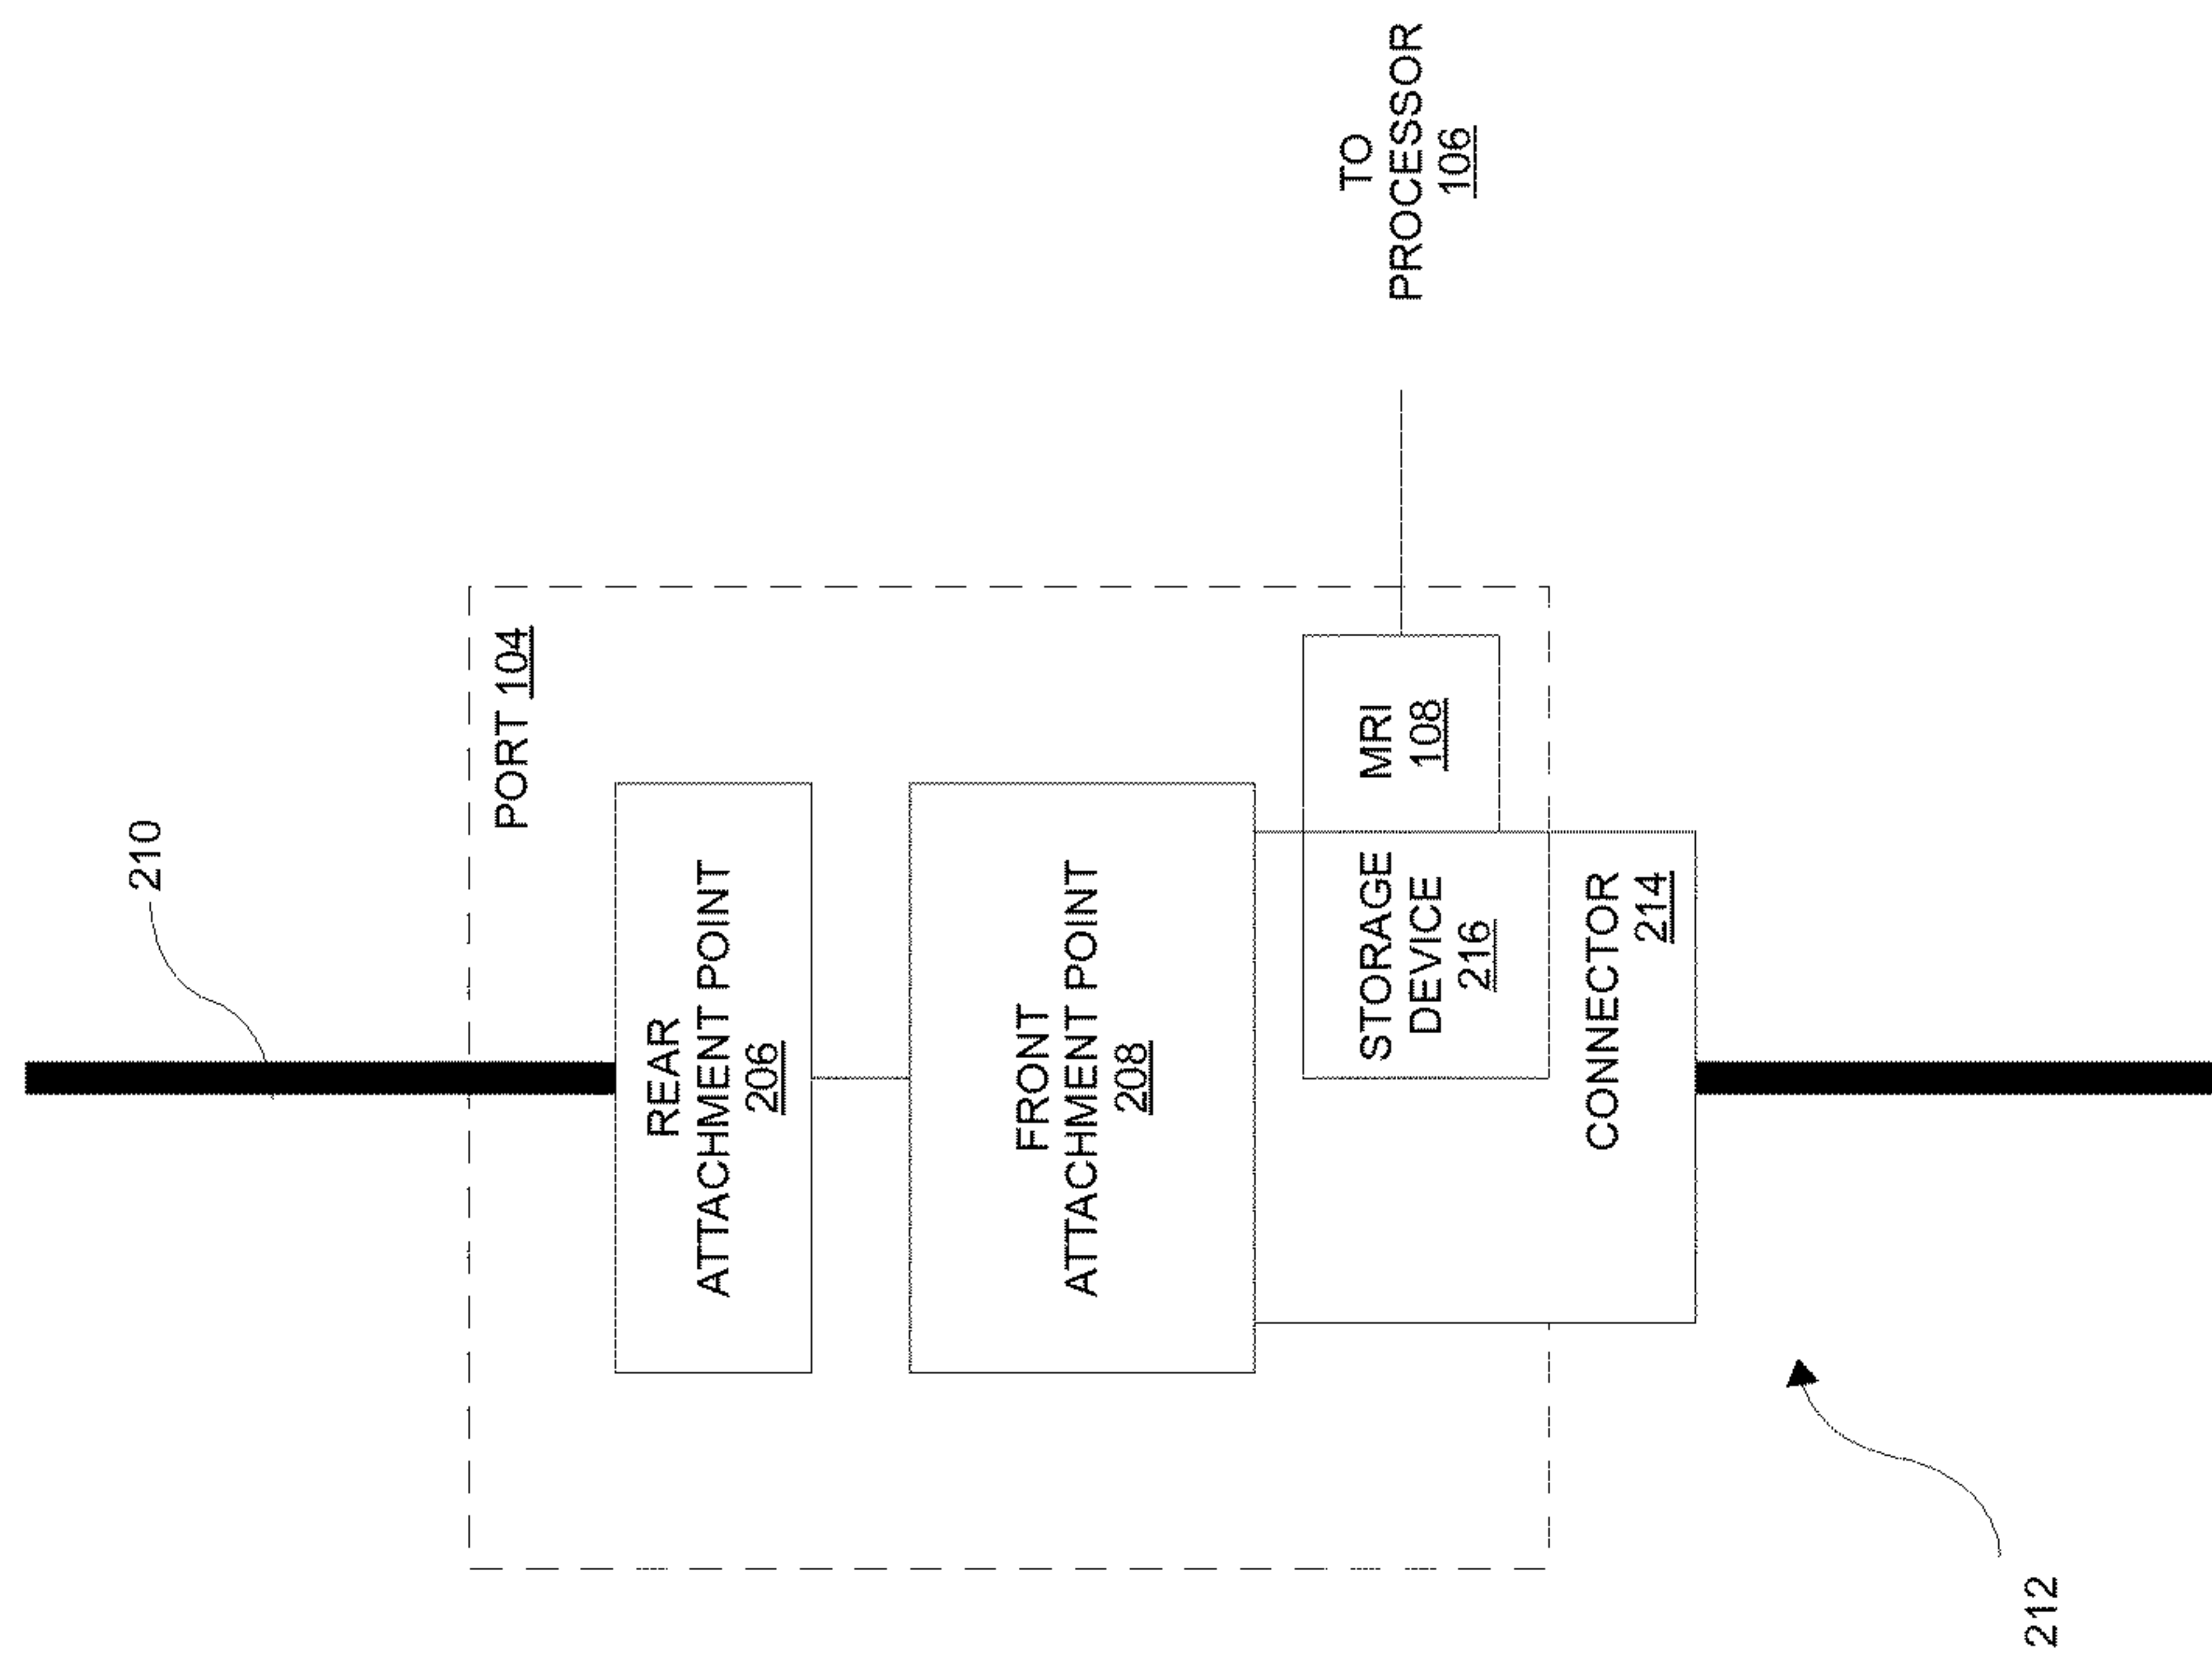 210
PORT 104
REAR
ATTACHMENT POINT
206
FRONT
ATTACHMENT POINT
208
STORAGE
DEVICE
216
MRI
108
TO
PROCESSOR
106
CONNECTOR
214
212